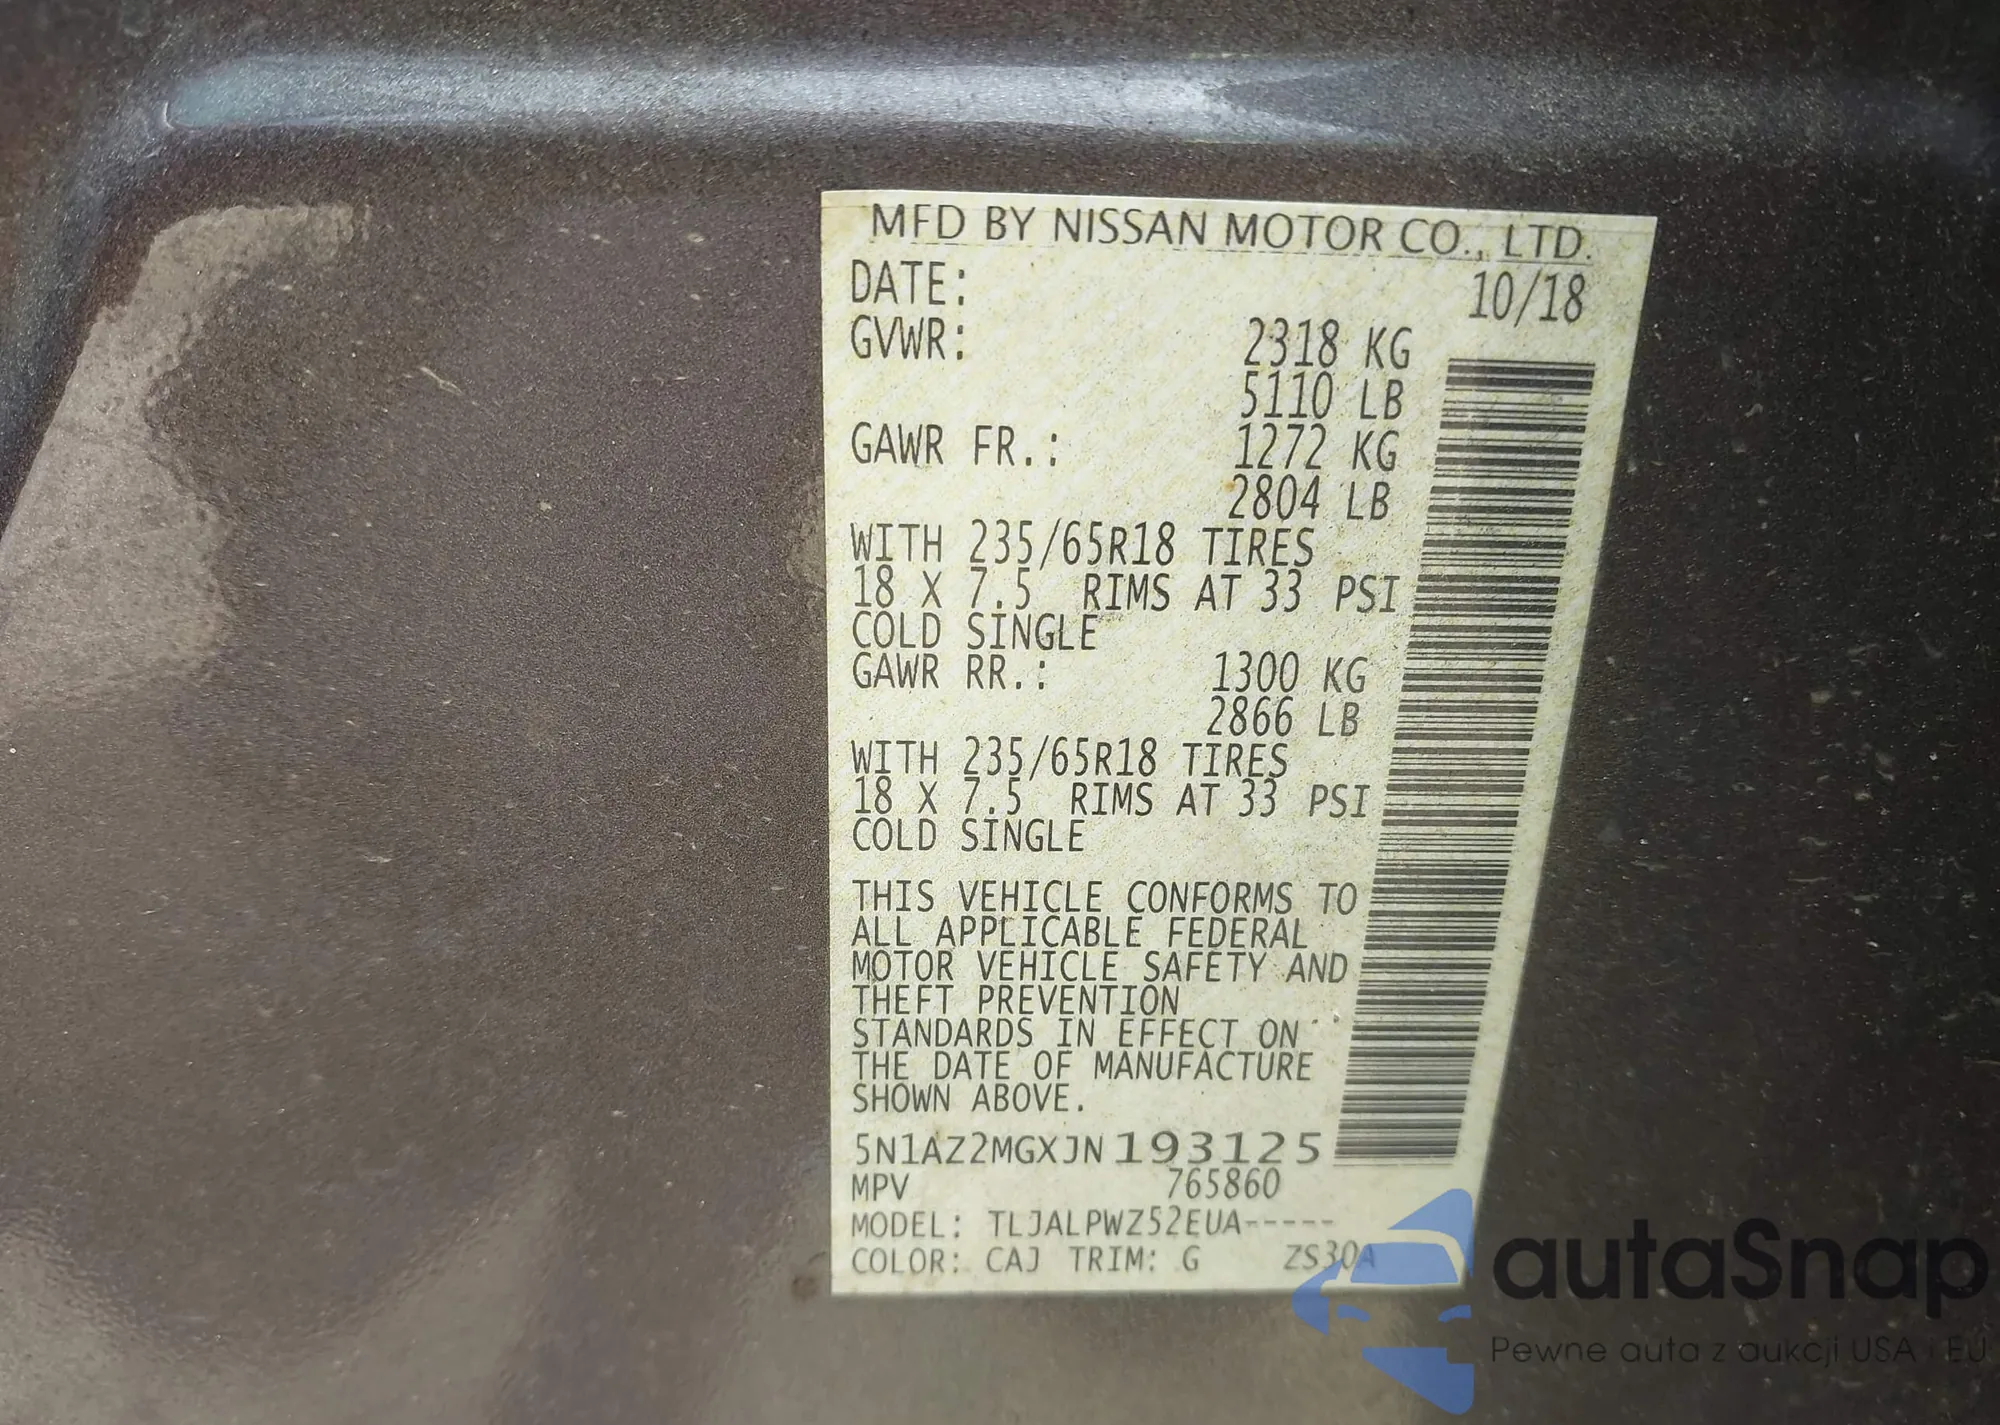 MFD BY NISSAN MOTOR CO., LTD.
DATE: 10/18
GVWR: 2318 KG
5110 LB
GAWR FR.: 1272 KG
2804 LB
WITH 235/65R18 TIRES
18 X 7.5 RIMS AT 33 PSI
COLD SINGLE
GAWR RR.: 1300 KG
2866 LB
WITH 235/65R18 TIRES
18 X 7.5 RIMS AT 33 PSI
COLD SINGLE
THIS VEHICLE CONFORMS TO
ALL APPLICABLE FEDERAL
MOTOR VEHICLE SAFETY AND
THEFT PREVENTION
STANDARDS IN EFFECT ON
THE DATE OF MANUFACTURE
SHOWN ABOVE.
5N1AZ2MGXJN193125
MPV 765860
MODEL: TLJALPWZ52EUA-----
COLOR: CAJ TRIM: G ZS30A
autaSnap
Pewne auta z aukcji USA i EU